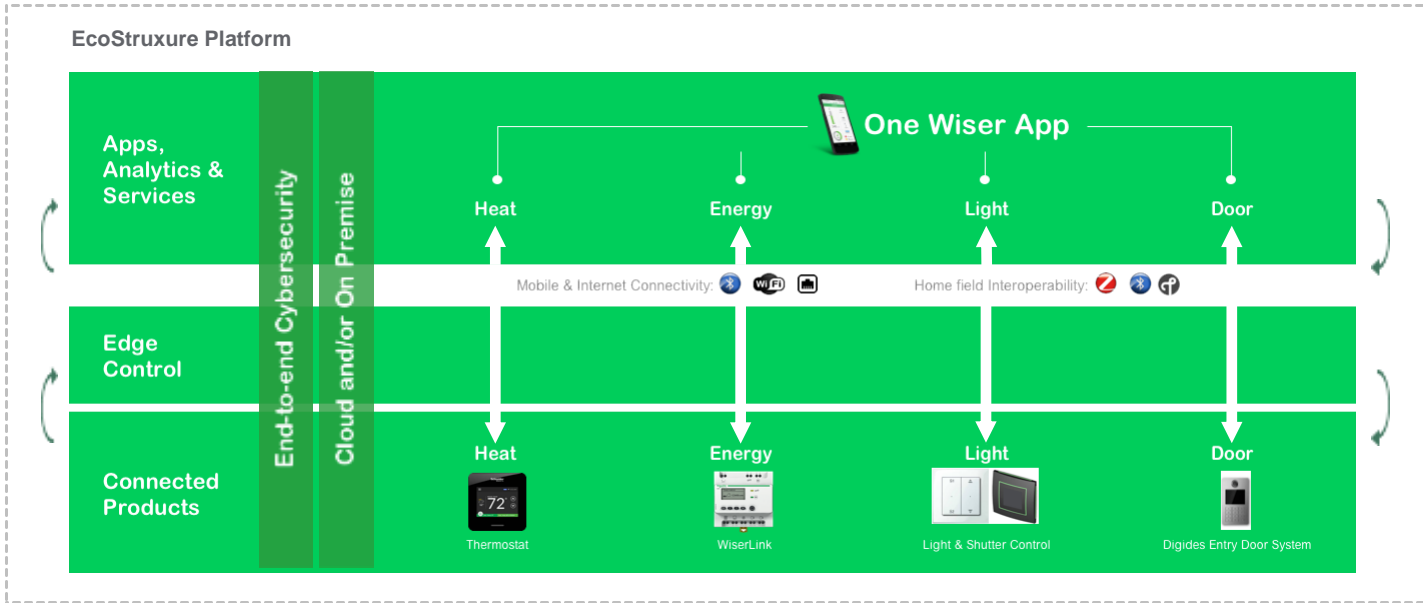 EcoStruxure Platform
Apps,
Analytics &
Services
End-to-end Cybersecurity
Cloud and/or On Premise
One Wiser App
Heat
Energy
Light
Door
Mobile & Internet Connectivity:
WiFi
Home field Interoperability:
Edge
Control
Connected
Products
Heat
Energy
Light
Door
72°
Thermostat
WiserLink
Light & Shutter Control
Digides Entry Door System